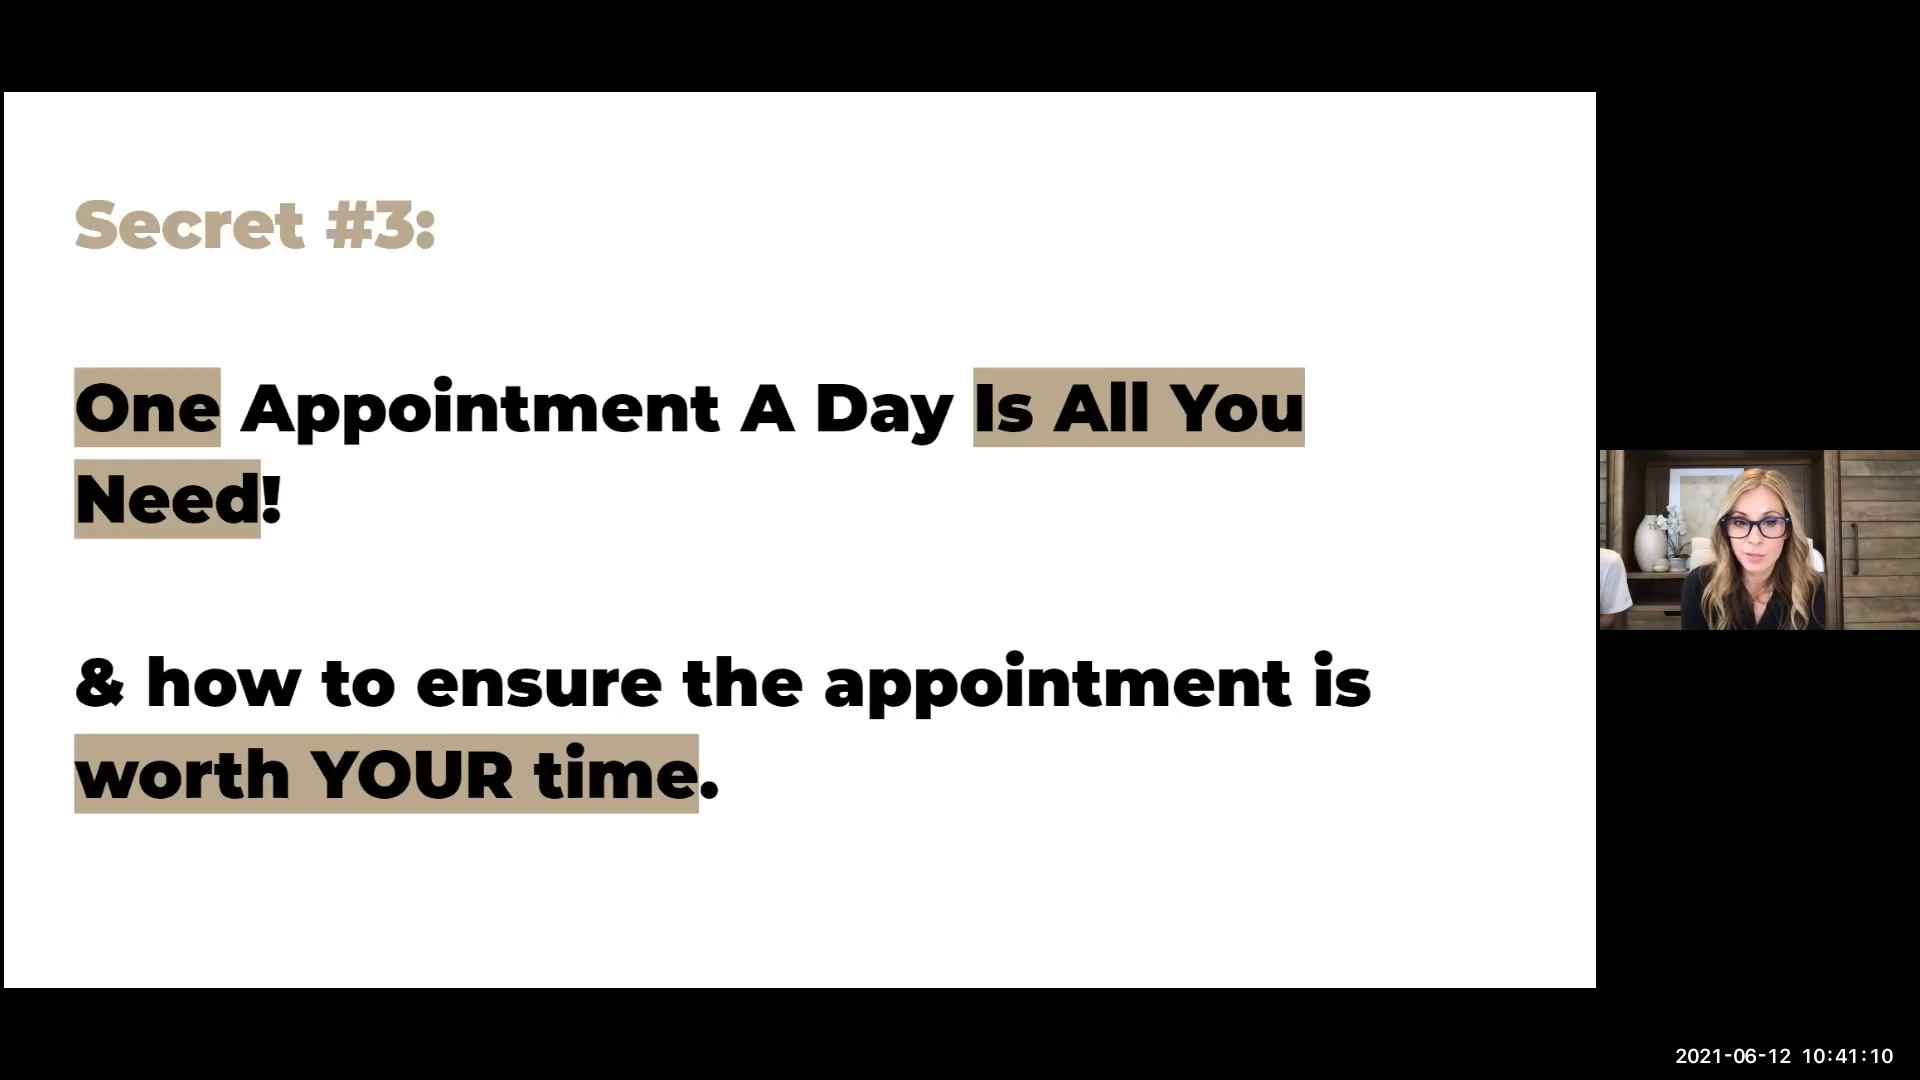 Secret #3:
One Appointment A Day Is All You
Need!
& how to ensure the appointment is
worth YOUR time.
2021-06-12 10:41:10